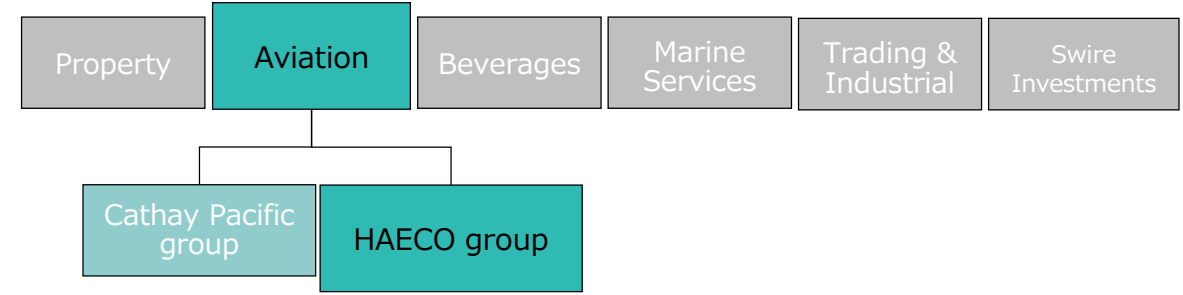 Property
Aviation
Beverages
Marine
Services
Trading &
Industrial
Swire
Investments
Cathay Pacific
group
HAECO group